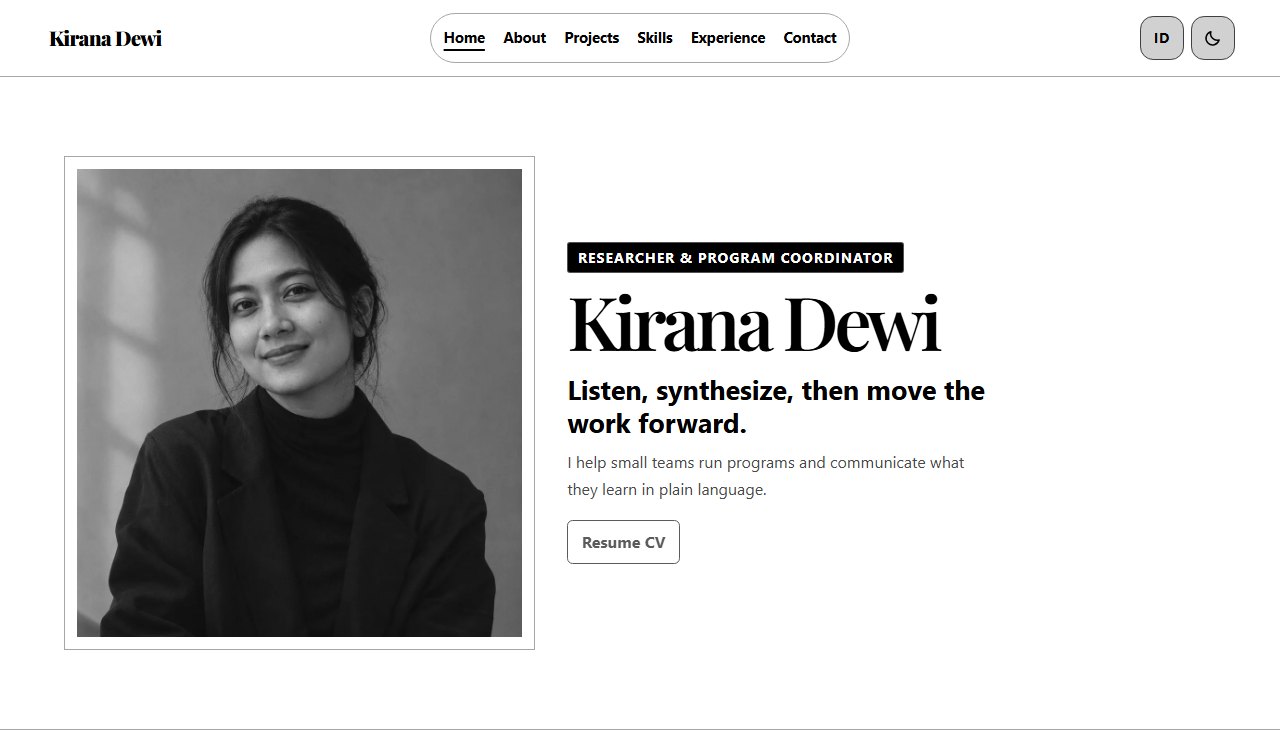 Kirana Dewi
Home About Projects Skills Experience Contact
ID
RESEARCHER & PROGRAM COORDINATOR
Kirana Dewi
Listen, synthesize, then move the
work forward.
I help small teams run programs and communicate what
they learn in plain language.
Resume CV